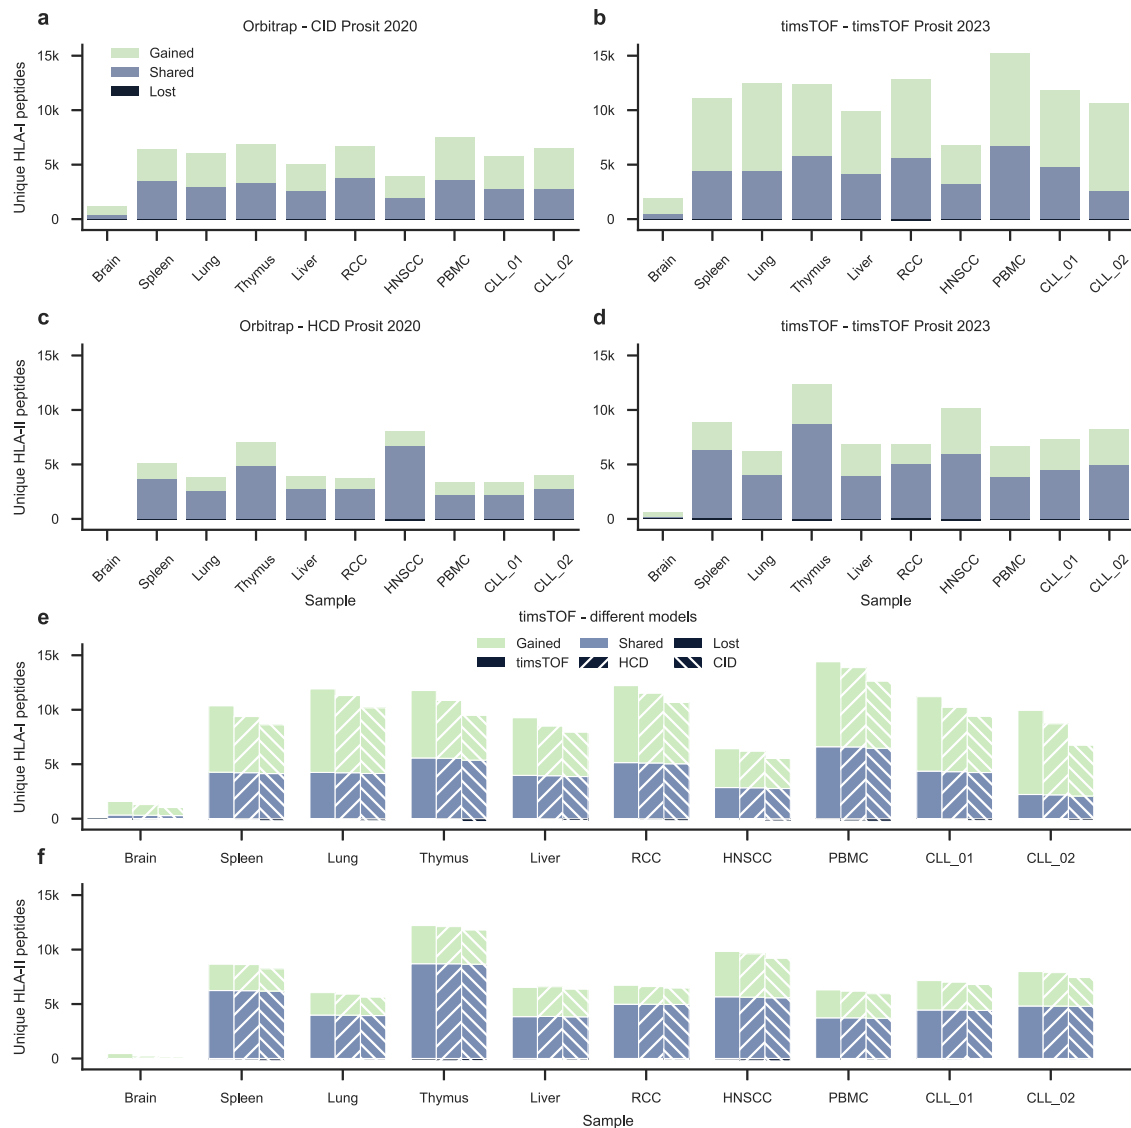 a
Orbitrap - CID Prosit 2020
Unique HLA-I peptides
15k
10k
5k
0
Gained
Shared
Lost
Brain
Spleen
Lung
Thymus
Liver
RCC
HNSCC
PBMC
CLL_01
CLL_02
b
timsTOF - timsTOF Prosit 2023
15k
10k
5k
0
Brain
Spleen
Lung
Thymus
Liver
RCC
HNSCC
PBMC
CLL_01
CLL_02
c
Orbitrap - HCD Prosit 2020
Unique HLA-II peptides
15k
10k
5k
0
Brain
Spleen
Lung
Thymus
Liver
RCC
HNSCC
PBMC
CLL_01
CLL_02
Sample
d
timsTOF - timsTOF Prosit 2023
15k
10k
5k
0
Brain
Spleen
Lung
Thymus
Liver
RCC
HNSCC
PBMC
CLL_01
CLL_02
Sample
e
timsTOF - different models
Gained Shared Lost
timsTOF HCD CID
Unique HLA-I peptides
15k
10k
5k
0
Brain Spleen Lung Thymus Liver RCC HNSCC PBMC CLL_01 CLL_02
f
Unique HLA-II peptides
15k
10k
5k
0
Brain Spleen Lung Thymus Liver RCC HNSCC PBMC CLL_01 CLL_02
Sample